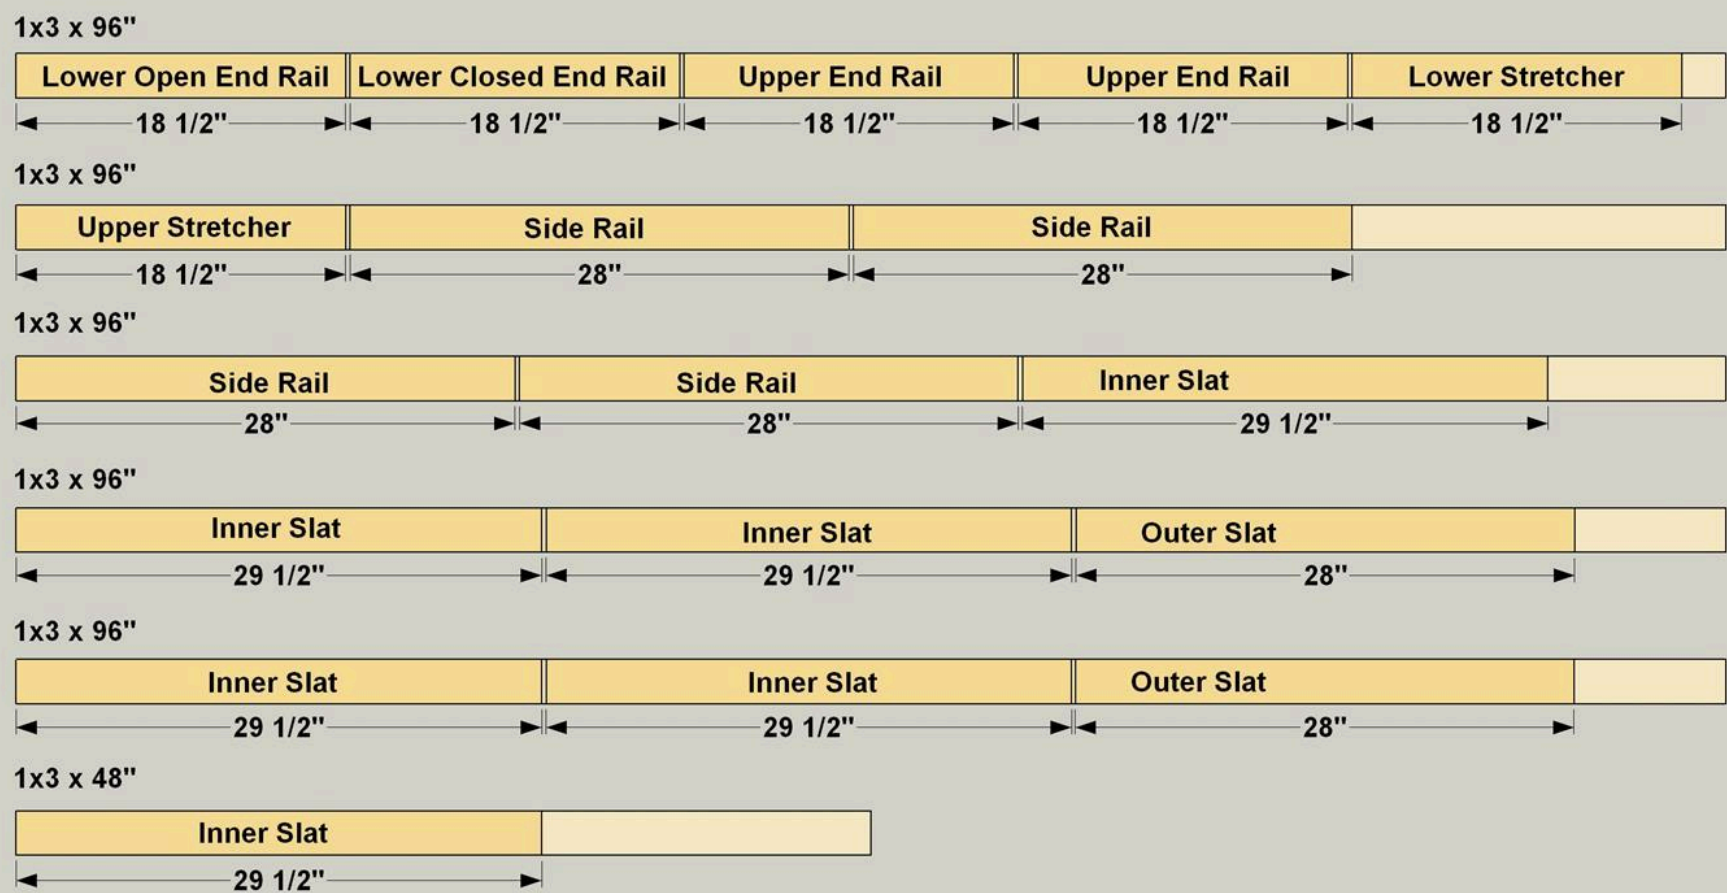 1x3 x 96"
Lower Open End Rail Lower Closed End Rail Upper End Rail Upper End Rail Lower Stretcher
18 1/2" 18 1/2" 18 1/2" 18 1/2" 18 1/2"
1x3 x 96"
Upper Stretcher Side Rail Side Rail
18 1/2" 28" 28"
1x3 x 96"
Side Rail Side Rail Inner Slat
28" 28" 29 1/2"
1x3 x 96"
Inner Slat Inner Slat Outer Slat
29 1/2" 29 1/2" 28"
1x3 x 96"
Inner Slat Inner Slat Outer Slat
29 1/2" 29 1/2" 28"
1x3 x 48"
Inner Slat
29 1/2"